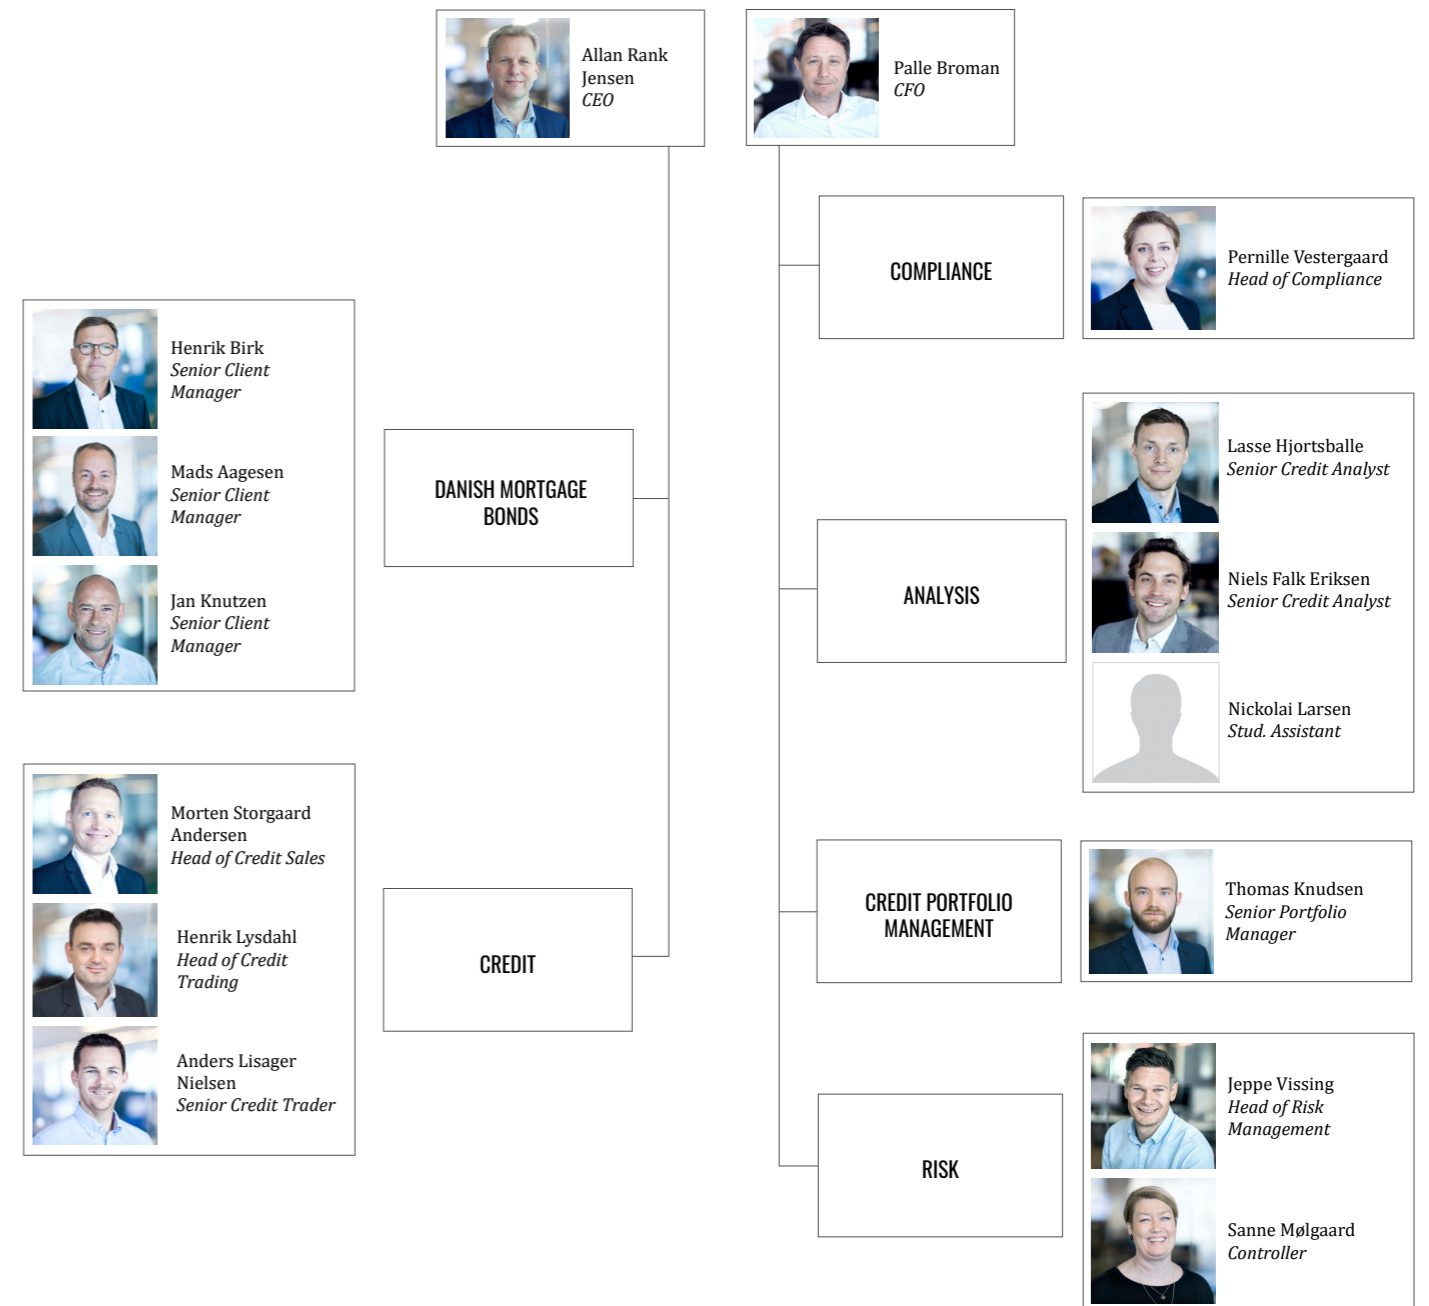 Allan Rank
Jensen
CEO
Palle Broman
CFO
COMPLIANCE
Pernille Vestergaard
Head of Compliance
Henrik Birk
Senior Client
Manager
Mads Aagesen
Senior Client
Manager
Jan Knutzen
Senior Client
Manager
DANISH MORTGAGE
BONDS
ANALYSIS
Lasse Hjortsballe
Senior Credit Analyst
Niels Falk Eriksen
Senior Credit Analyst
Nickolai Larsen
Stud. Assistant
Morten Storgaard
Andersen
Head of Credit Sales
Henrik Lysdahl
Head of Credit
Trading
Anders Lisager
Nielsen
Senior Credit Trader
CREDIT
CREDIT PORTFOLIO
MANAGEMENT
Thomas Knudsen
Senior Portfolio
Manager
RISK
Jeppe Vissing
Head of Risk
Management
Sanne Mølgaard
Controller